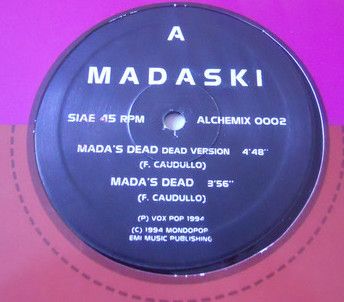 A
MADASKI
SIAE 45 RPM ALCHEMIX 0002
MADA'S DEAD DEAD VERSION 4'48"
(F. CAUDULLO)
MADA'S DEAD 3'56"
(F. CAUDULLO)
(P) VOX POP 1994
(C) 1994 MONDOPOP
EMI MUSIC PUBLISHING